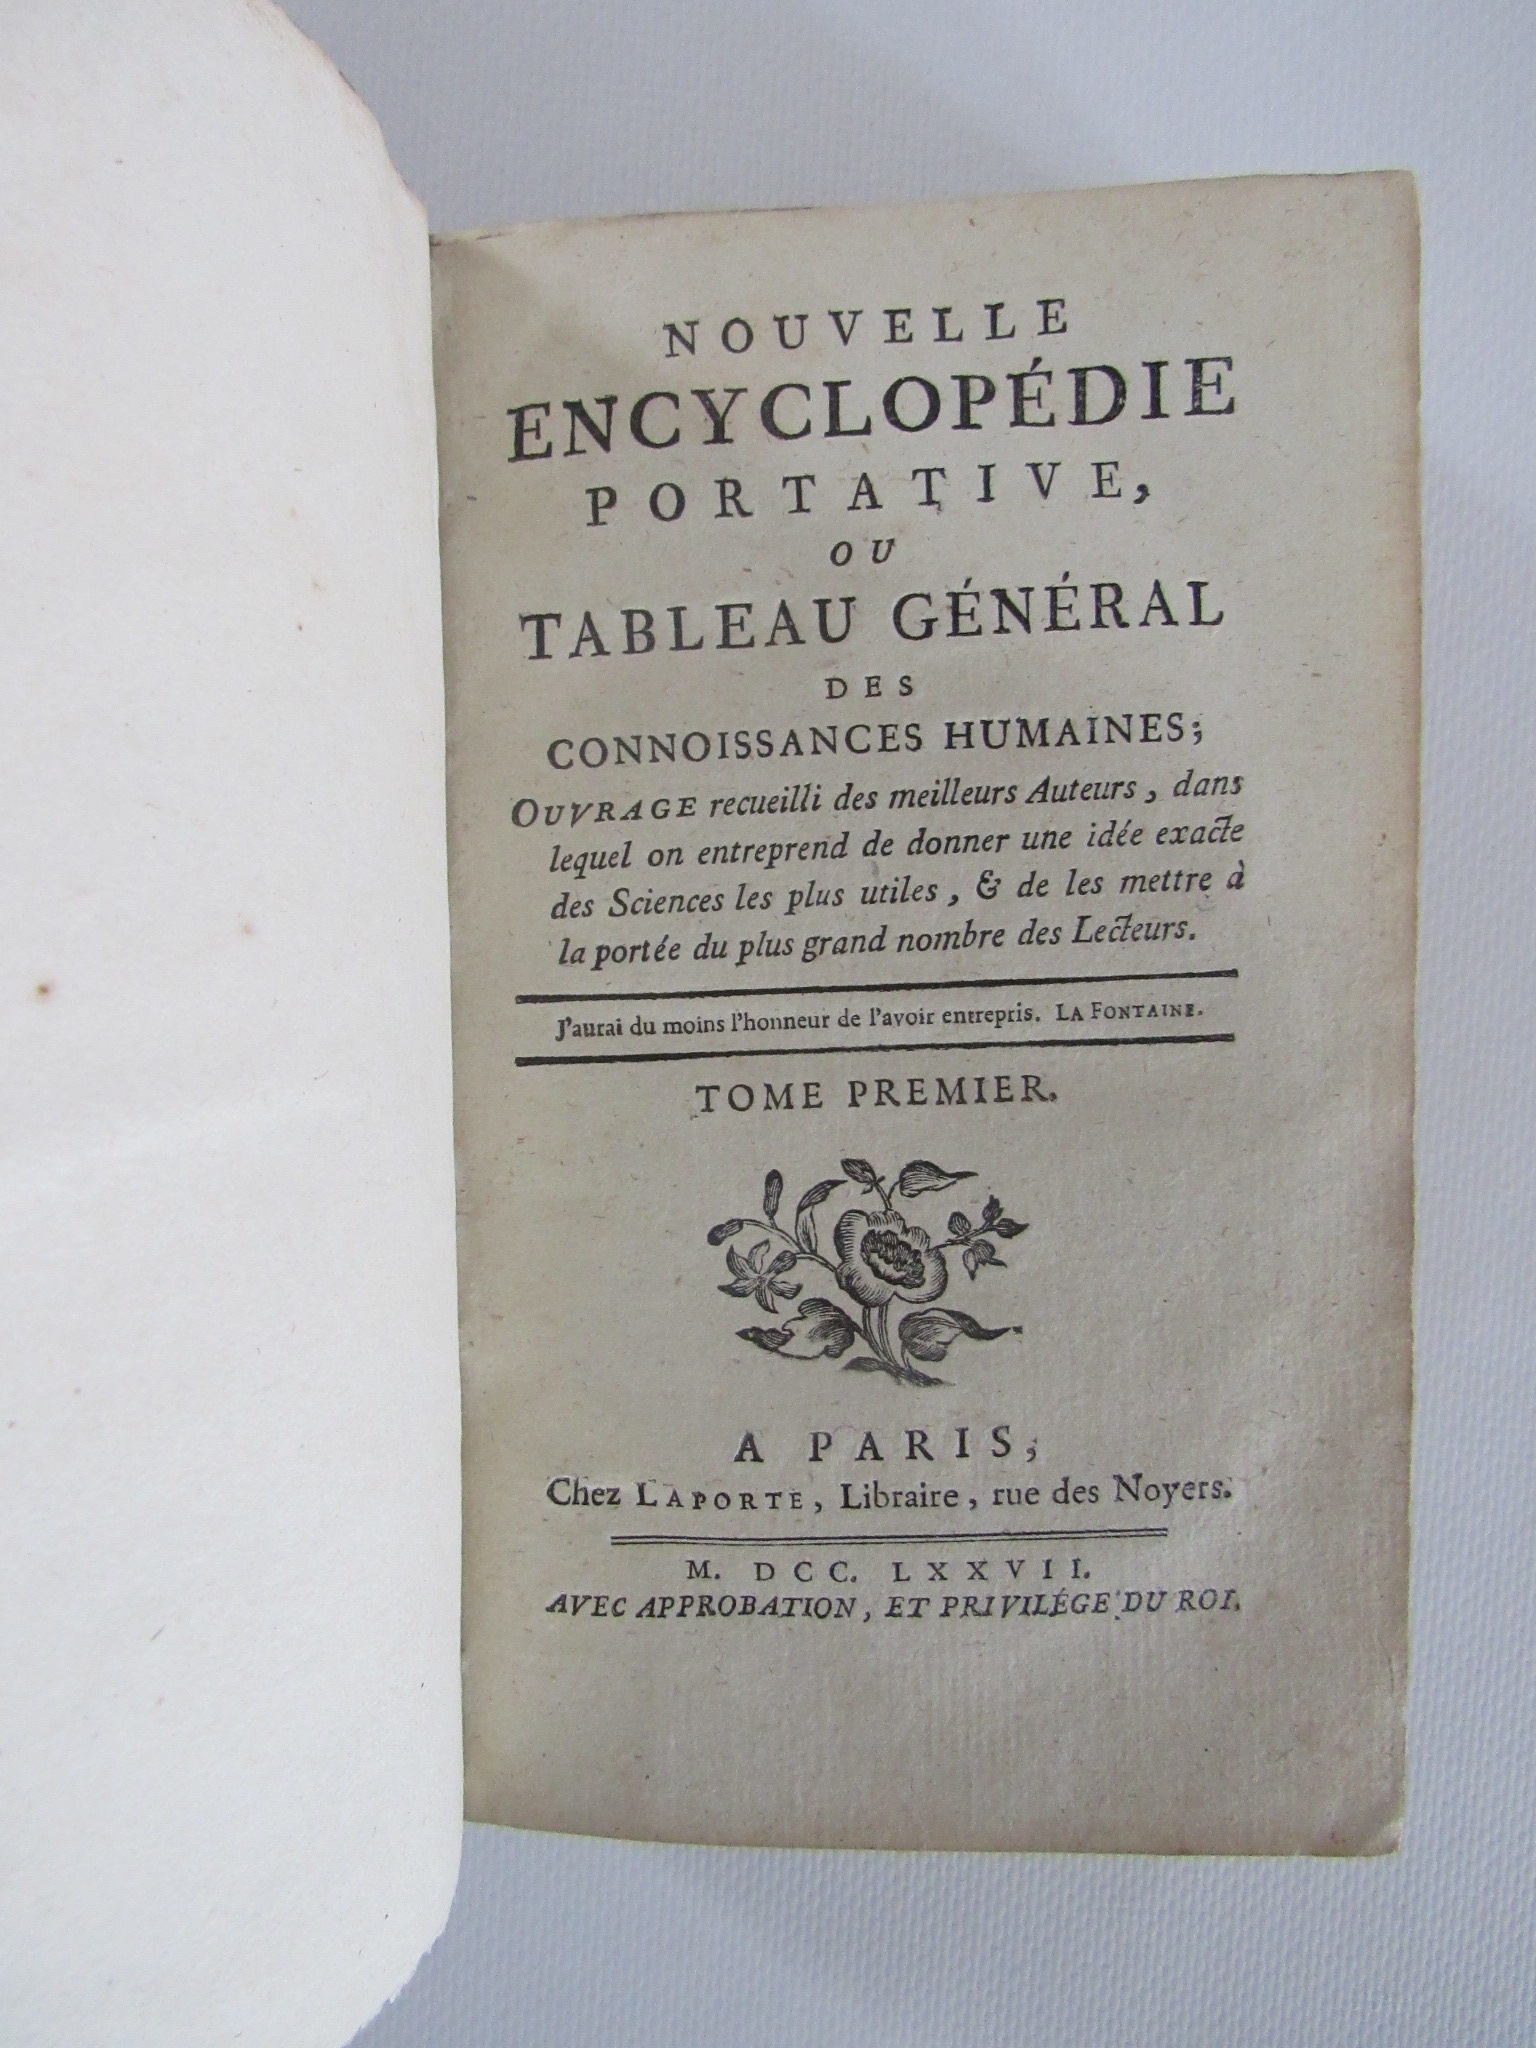 NOUVELLE
ENCYCLOPÉDIE
PORTATIVE,
OU
TABLEAU GÉNÉRAL
DES
CONNOISSANCES HUMAINES;
OUVRAGE recueilli des meilleurs Auteurs, dans
lequel on entreprend de donner une idée exacte
des Sciences les plus utiles, & de les mettre à
la portée du plus grand nombre des Lecteurs.
J'aurai du moins l'honneur de l'avoir entrepris. LA FONTAINE.
TOME PREMIER.
A PARIS,
Chez LAPORTE, Libraire, rue des Noyers.
M. DCC. LXXVII.
AVEC APPROBATION, ET PRIVILÉGE DU ROI.